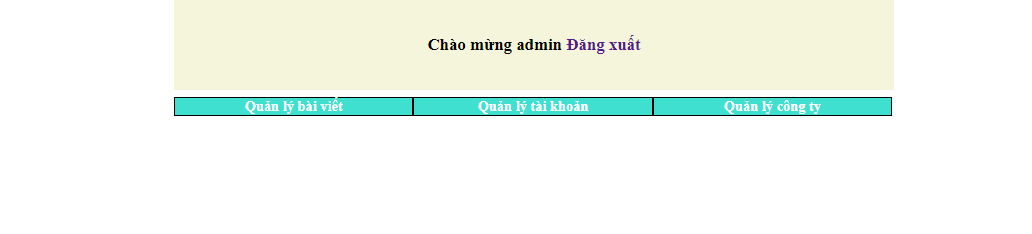 Chào mừng admin Đăng xuất
Quản lý bài viết Quản lý tài khoản Quản lý công ty